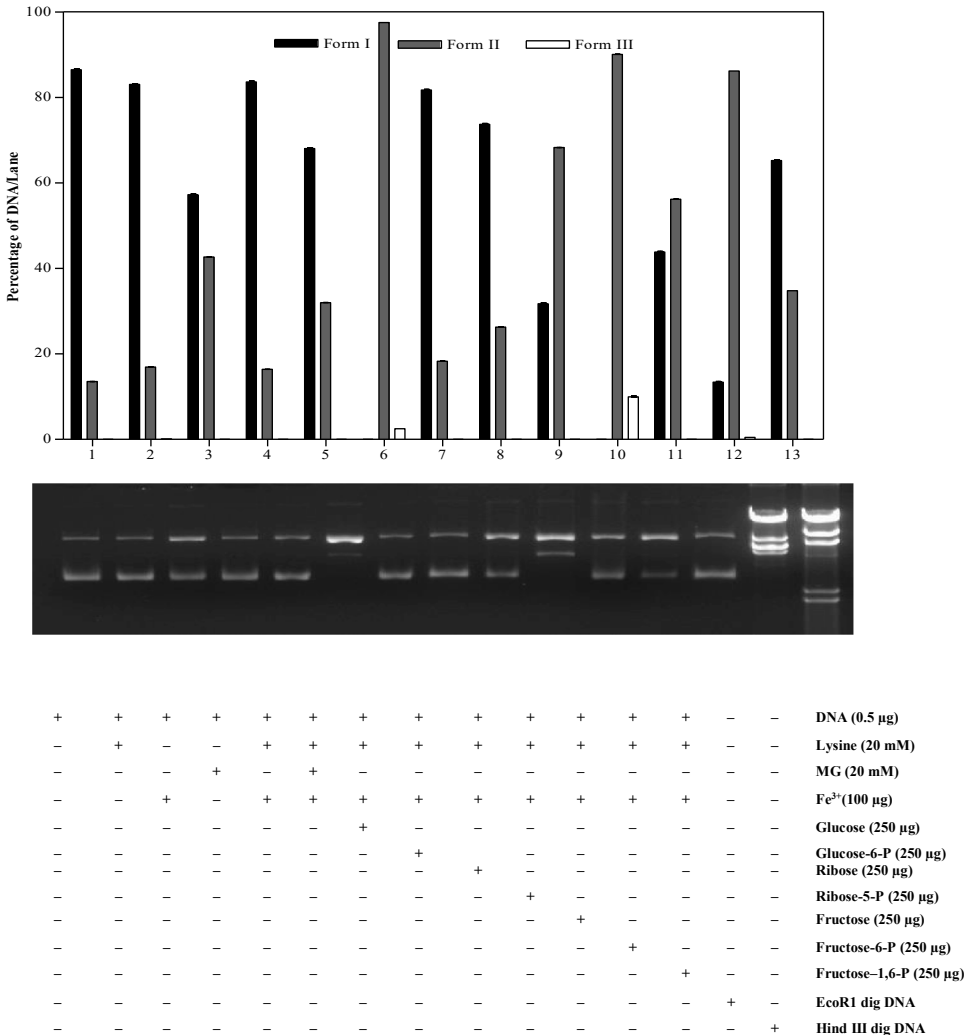 100
Form I Form II Form III
80
60
40
20
0
Percentage of DNA/Lane
1 2 3 4 5 6 7 8 9 10 11 12 13
+ + + + + + + + + + + + + – – DNA (0.5 µg)
– + – – + + + + + + + + + – – Lysine (20 mM)
– – – + – + – – – – – – – – – MG (20 mM)
– – + – + + + + + + + + + – – Fe³⁺(100 µg)
– – – – – – + – – – – – – – – Glucose (250 µg)
– – – – – – – + – – – – – – – Glucose-6-P (250 µg)
– – – – – – – – + – – – – – – Ribose (250 µg)
– – – – – – – – – + – – – – – Ribose-5-P (250 µg)
– – – – – – – – – – + – – – – Fructose (250 µg)
– – – – – – – – – – – + – – – Fructose-6-P (250 µg)
– – – – – – – – – – – – + – – Fructose–1,6-P (250 µg)
– – – – – – – – – – – – – + – EcoR1 dig DNA
– – – – – – – – – – – – – – + Hind III dig DNA